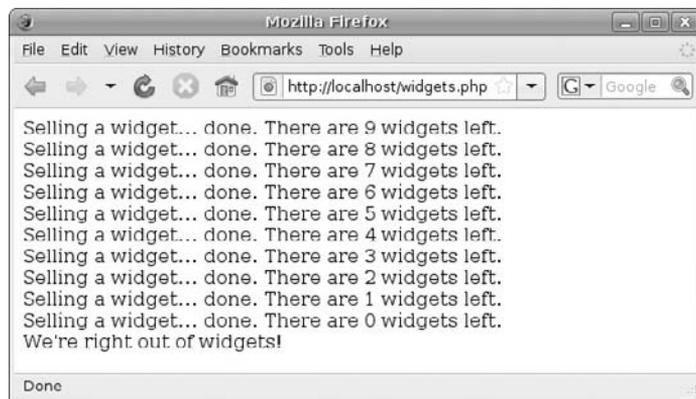 Mozilla Firefox
File Edit View History Bookmarks Tools Help
http://localhost/widgets.php G Google
Selling a widget... done. There are 9 widgets left.
Selling a widget... done. There are 8 widgets left.
Selling a widget... done. There are 7 widgets left.
Selling a widget... done. There are 6 widgets left.
Selling a widget... done. There are 5 widgets left.
Selling a widget... done. There are 4 widgets left.
Selling a widget... done. There are 3 widgets left.
Selling a widget... done. There are 2 widgets left.
Selling a widget... done. There are 1 widgets left.
Selling a widget... done. There are 0 widgets left.
We're right out of widgets!
Done